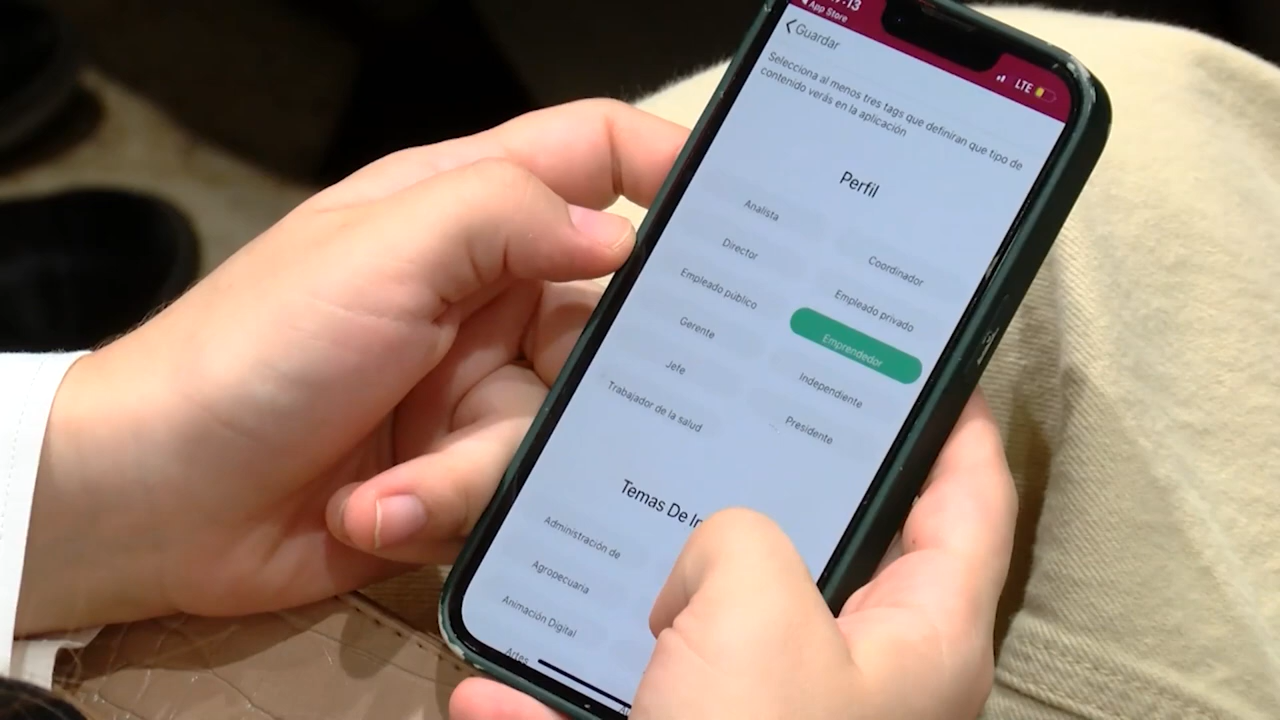 :13
App Store
LTE
Guardar
Selecciona al menos tres tags que definiran que tipo de
contenido verás en la aplicación
Perfil
Analista
Coordinador
Director
Empleado privado
Empleado público
Emprendedor
Gerente
Independiente
Jefe
Presidente
Trabajador de la salud
Temas De
Administración de
Agropecuaria
Animación Digital
Artes